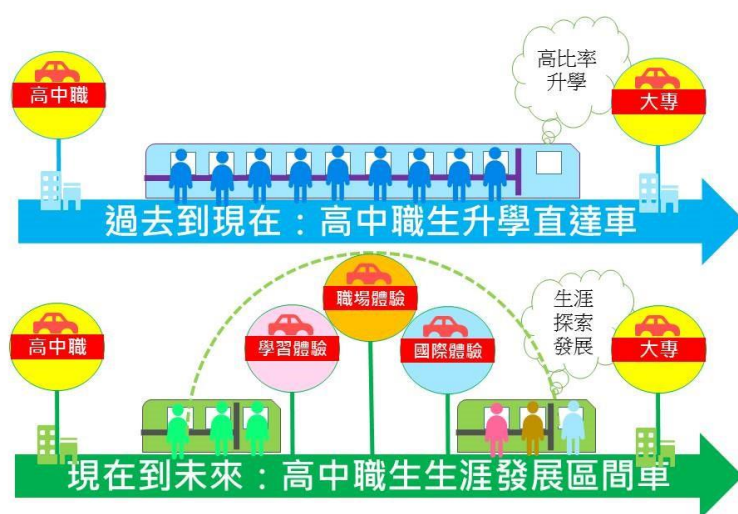 高比率
升學
高中職
大專
過去到現在：高中職生升學直達車
職場體驗
生涯
探索
發展
高中職
學習體驗
國際體驗
大專
現在到未來：高中職生生涯發展區間車